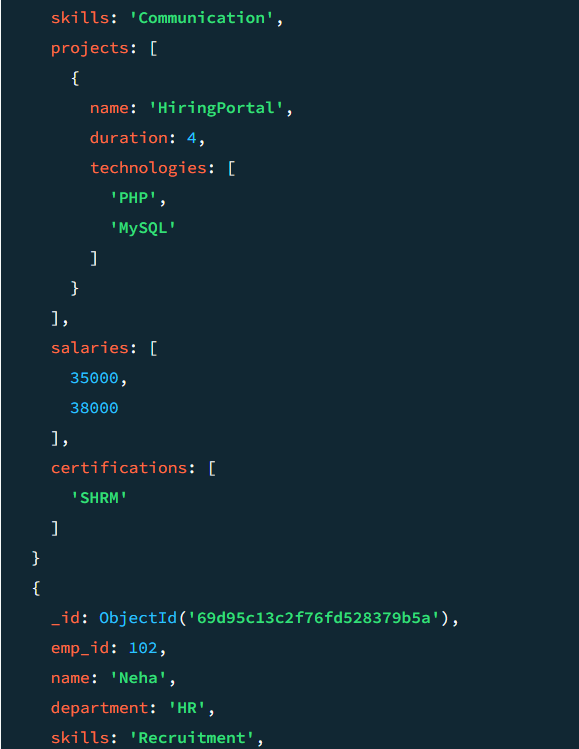 skills: 'Communication',
projects: [
{
name: 'HiringPortal',
duration: 4,
technologies: [
'PHP',
'MySQL'
]
}
],
salaries: [
35000,
38000
],
certifications: [
'SHRM'
]
}
{
_id: ObjectId('69d95c13c2f76fd528379b5a'),
emp_id: 102,
name: 'Neha',
department: 'HR',
skills: 'Recruitment',